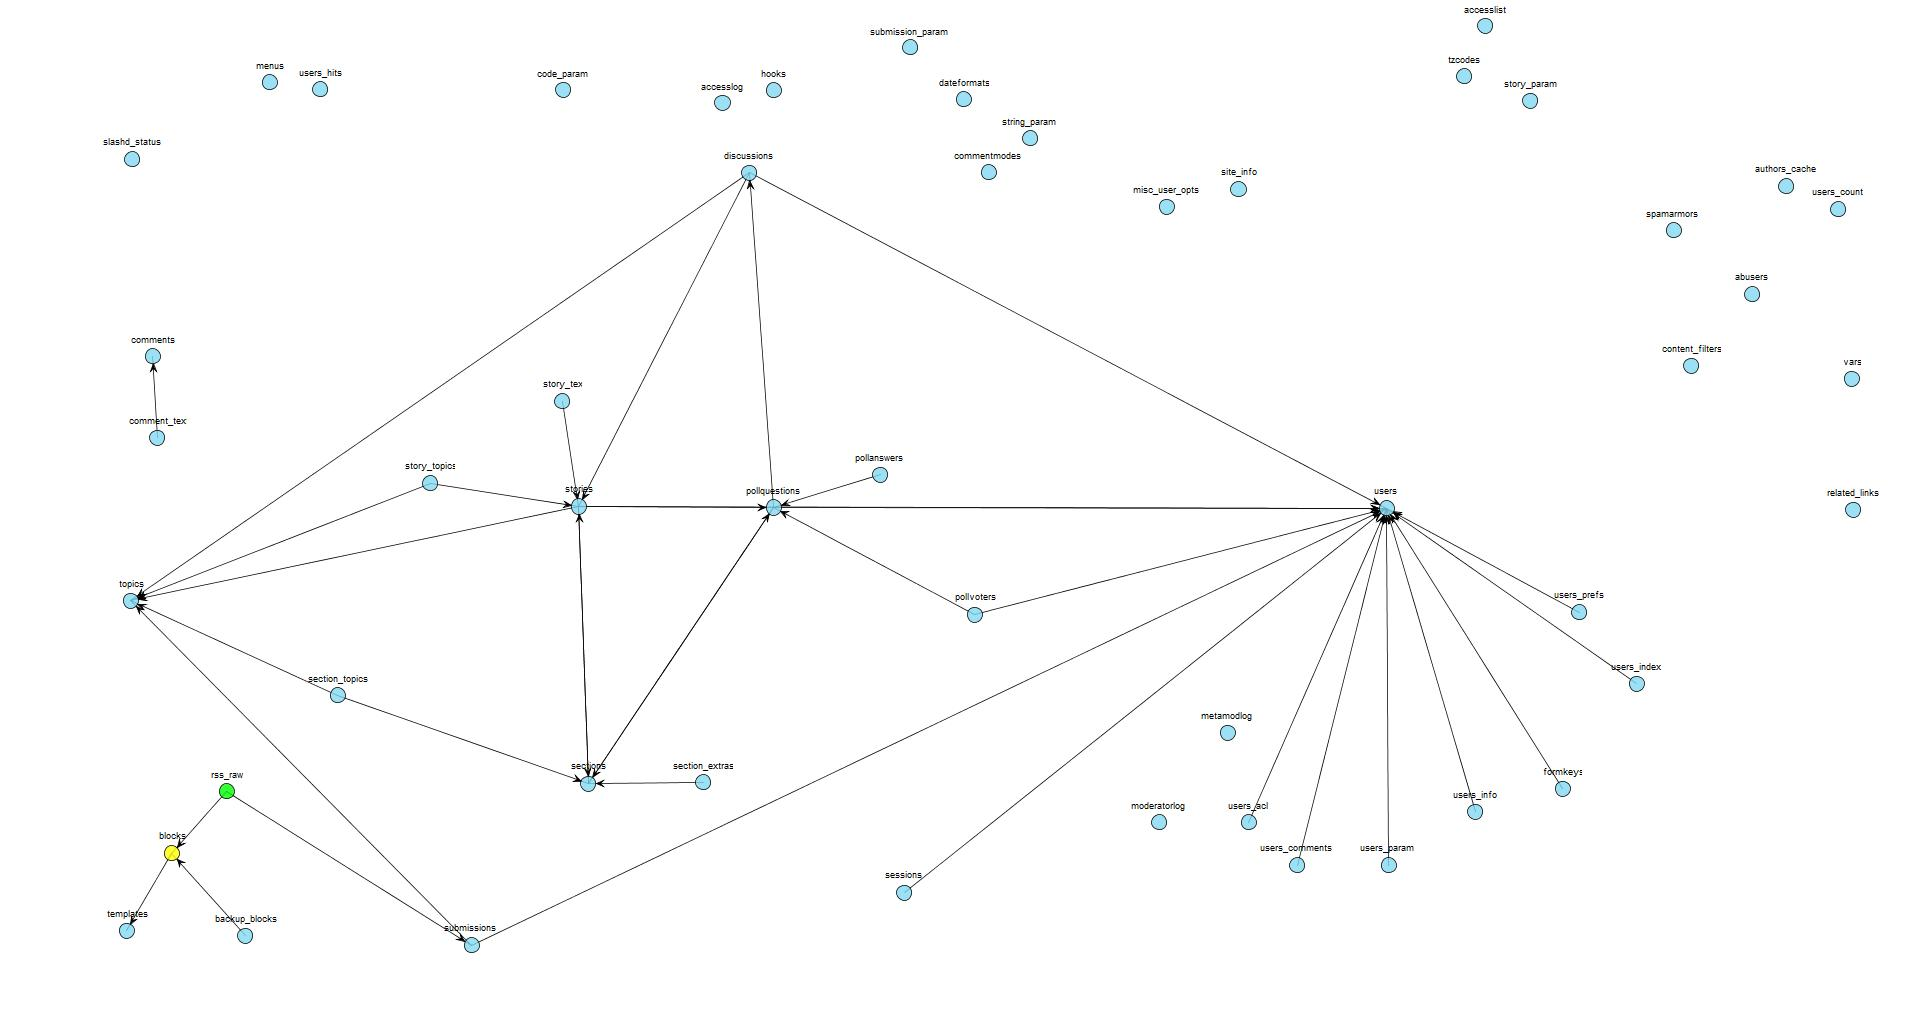 accesslist
submission_param
tzcodes
menus
users_hits
code_param
hooks
accesslog
dateformats
story_param
string_param
slashd_status
discussions
commentmodes
authors_cache
site_info
misc_user_opts
users_count
spamarmors
abusers
comments
content_filters
vars
story_tex
comment_tex
pollanswers
story_topics
stories
pollquestions
users
related_links
topics
pollvoters
users_prefs
users_index
section_topics
metamodlog
sections
section_extras
rss_raw
formkeys
users_info
moderatorlog
users_acl
blocks
users_comments
users_param
sessions
templates
backup_blocks
submissions